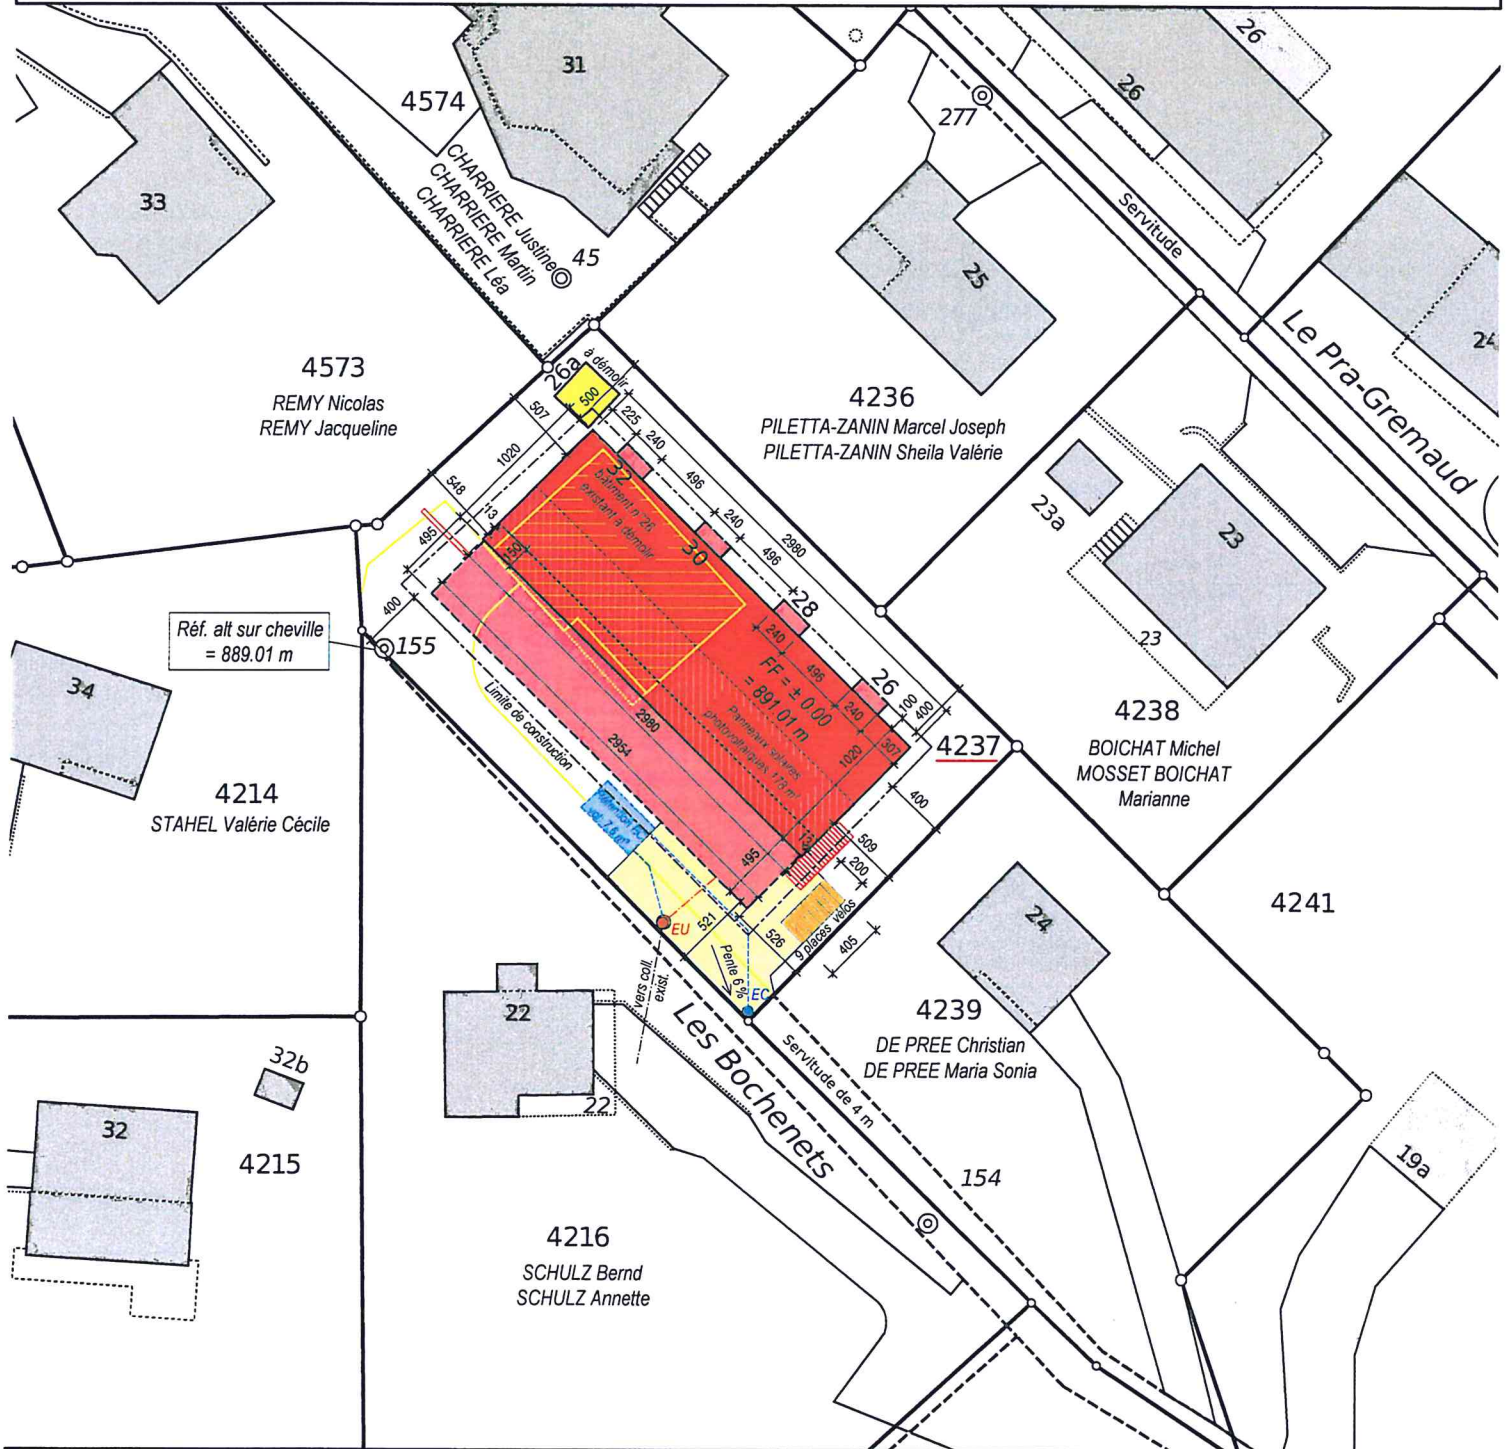 31
26
26
4574
277
33
CHARRIERE Justine
CHARRIERE Martin
CHARRIERE Léa
45
Servitude
25
Le Pra-Gremaud
24
4573
REMY Nicolas
REMY Jacqueline
26a
à démolir
500
507
225
240
1020
496
4236
PILETTA-ZANIN Marcel Joseph
PILETTA-ZANIN Sheila Valérie
548
32
bâtiment n°26
existant à démolir
240
2980
13
495
150
30
496
23a
23
400
28
240
496
23
Réf. alt sur cheville
= 889.01 m
155
FF = ± 0.00
= 891.01 m
26
240
100
400
34
Limite de construction
2980
2954
Panneaux solaires
photovoltaïques 178 m²
1020
307
4237
4238
BOICHAT Michel
MOSSET BOICHAT
Marianne
4214
STAHEL Valérie Cécile
Rétention EC
vol. 7.6 m³
400
13
509
495
200
4241
24
EU
521
526
9 places vélos
405
Pente 6 %
vers coll.
exist.
EC
22
4239
DE PREE Christian
DE PREE Maria Sonia
Les Bochenets
Servitude de 4 m
32b
22
32
4215
154
19a
4216
SCHULZ Bernd
SCHULZ Annette